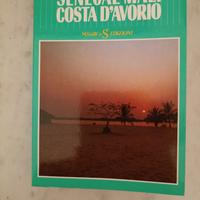 SENEGAL MALI
COSTA D'AVORIO
EDIZIONI